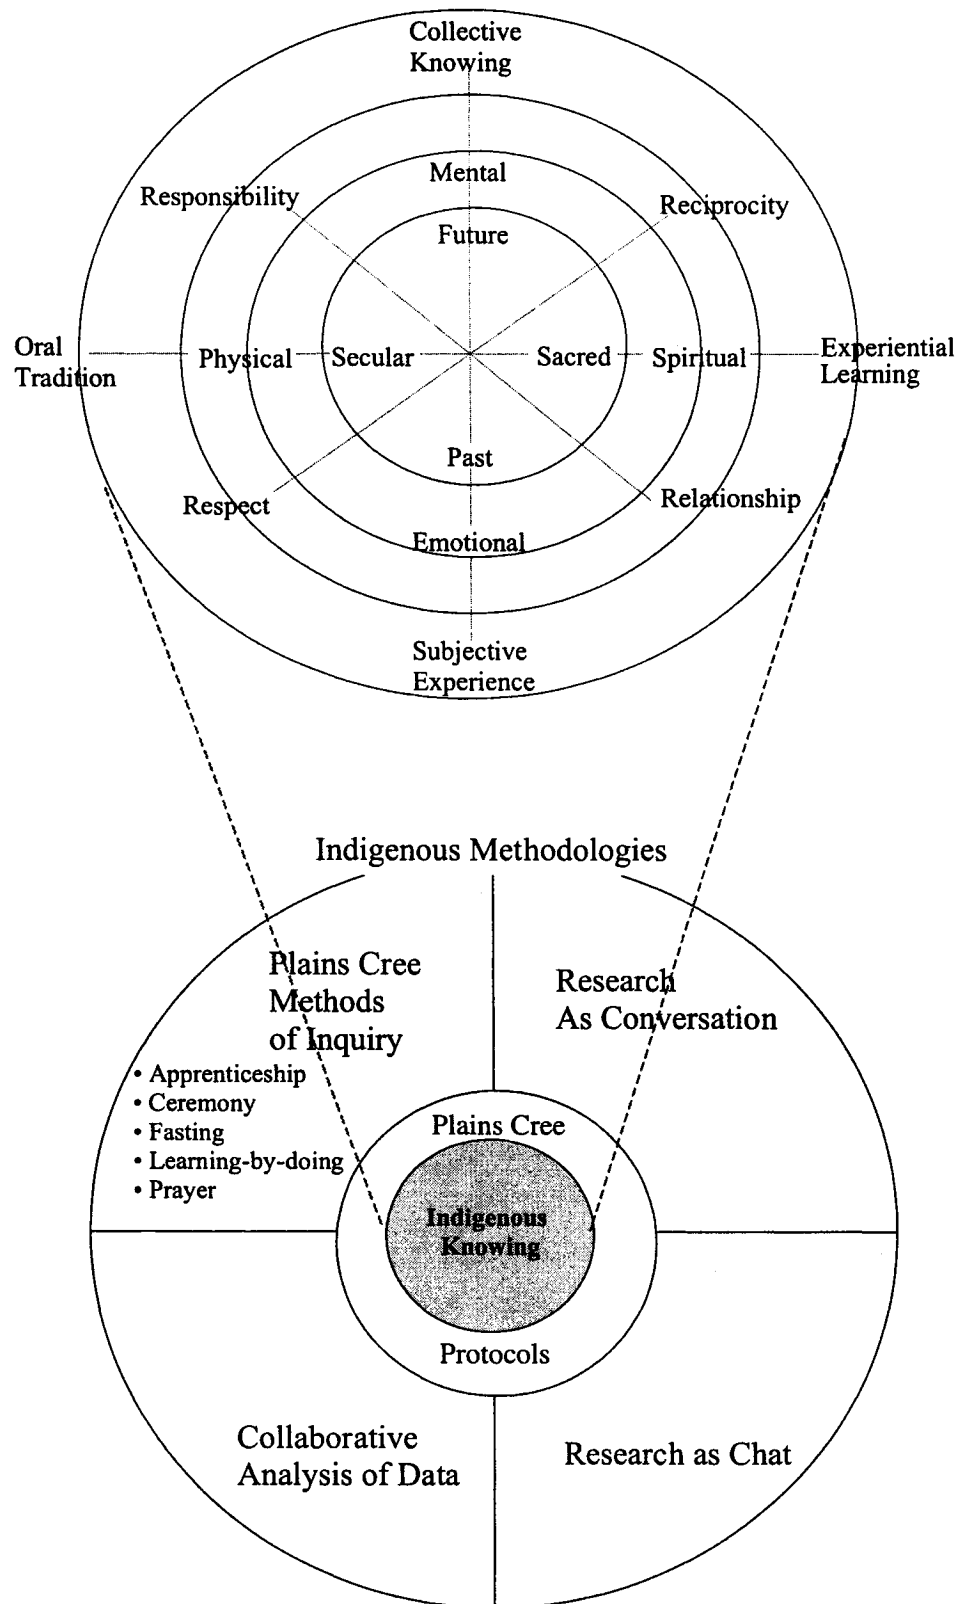 Collective
Knowing
Mental
Responsibility
Reciprocity
Future
Oral
Tradition
Physical
Secular
Sacred
Spiritual
Experiential
Learning
Past
Respect
Relationship
Emotional
Subjective
Experience
Indigenous Methodologies
Plains Cree
Methods
of Inquiry
• Apprenticeship
• Ceremony
• Fasting
• Learning-by-doing
• Prayer
Research
As Conversation
Plains Cree
Indigenous
Knowing
Protocols
Collaborative
Analysis of Data
Research as Chat